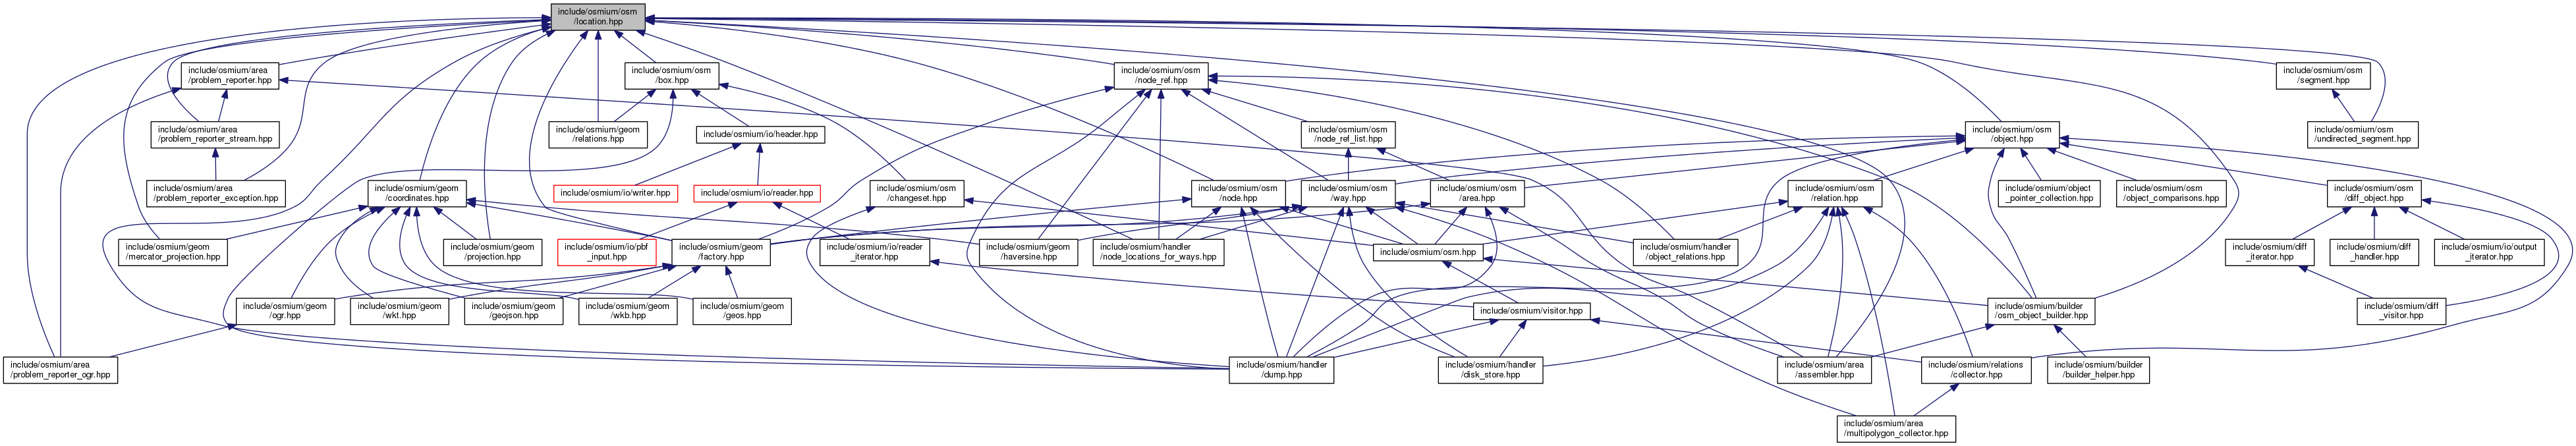 include/osmium/osm
/location.hpp
include/osmium/area
/problem_reporter.hpp
include/osmium/osm
/box.hpp
include/osmium/osm
/node_ref.hpp
include/osmium/osm
/segment.hpp
include/osmium/area
/problem_reporter_stream.hpp
include/osmium/geom
/relations.hpp
include/osmium/io/header.hpp
include/osmium/osm
/node_ref_list.hpp
include/osmium/osm
/object.hpp
include/osmium/osm
/undirected_segment.hpp
include/osmium/area
/problem_reporter_exception.hpp
include/osmium/geom
/coordinates.hpp
include/osmium/io/writer.hpp
include/osmium/io/reader.hpp
include/osmium/osm
/changeset.hpp
include/osmium/osm
/node.hpp
include/osmium/osm
/way.hpp
include/osmium/osm
/area.hpp
include/osmium/osm
/relation.hpp
include/osmium/object
_pointer_collection.hpp
include/osmium/osm
/object_comparisons.hpp
include/osmium/osm
/diff_object.hpp
include/osmium/geom
/mercator_projection.hpp
include/osmium/geom
/projection.hpp
include/osmium/io/pbf
_input.hpp
include/osmium/geom
/factory.hpp
include/osmium/io/reader
_iterator.hpp
include/osmium/geom
/haversine.hpp
include/osmium/handler
/node_locations_for_ways.hpp
include/osmium/osm.hpp
include/osmium/handler
/object_relations.hpp
include/osmium/diff
_iterator.hpp
include/osmium/diff
_handler.hpp
include/osmium/io/output
_iterator.hpp
include/osmium/geom
/ogr.hpp
include/osmium/geom
/wkt.hpp
include/osmium/geom
/geojson.hpp
include/osmium/geom
/wkb.hpp
include/osmium/geom
/geos.hpp
include/osmium/visitor.hpp
include/osmium/builder
/osm_object_builder.hpp
include/osmium/diff
_visitor.hpp
include/osmium/area
/problem_reporter_ogr.hpp
include/osmium/handler
/dump.hpp
include/osmium/handler
/disk_store.hpp
include/osmium/area
/assembler.hpp
include/osmium/relations
/collector.hpp
include/osmium/builder
/builder_helper.hpp
include/osmium/area
/multipolygon_collector.hpp